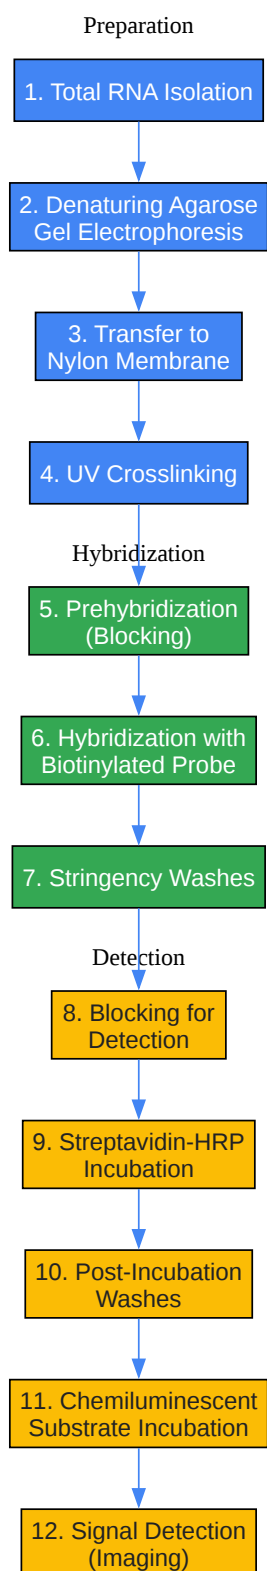 Preparation
1. Total RNA Isolation
2. Denaturing Agarose
Gel Electrophoresis
3. Transfer to
Nylon Membrane
4. UV Crosslinking
Hybridization
5. Prehybridization
(Blocking)
6. Hybridization with
Biotinylated Probe
7. Stringency Washes
Detection
8. Blocking for
Detection
9. Streptavidin-HRP
Incubation
10. Post-Incubation
Washes
11. Chemiluminescent
Substrate Incubation
12. Signal Detection
(Imaging)